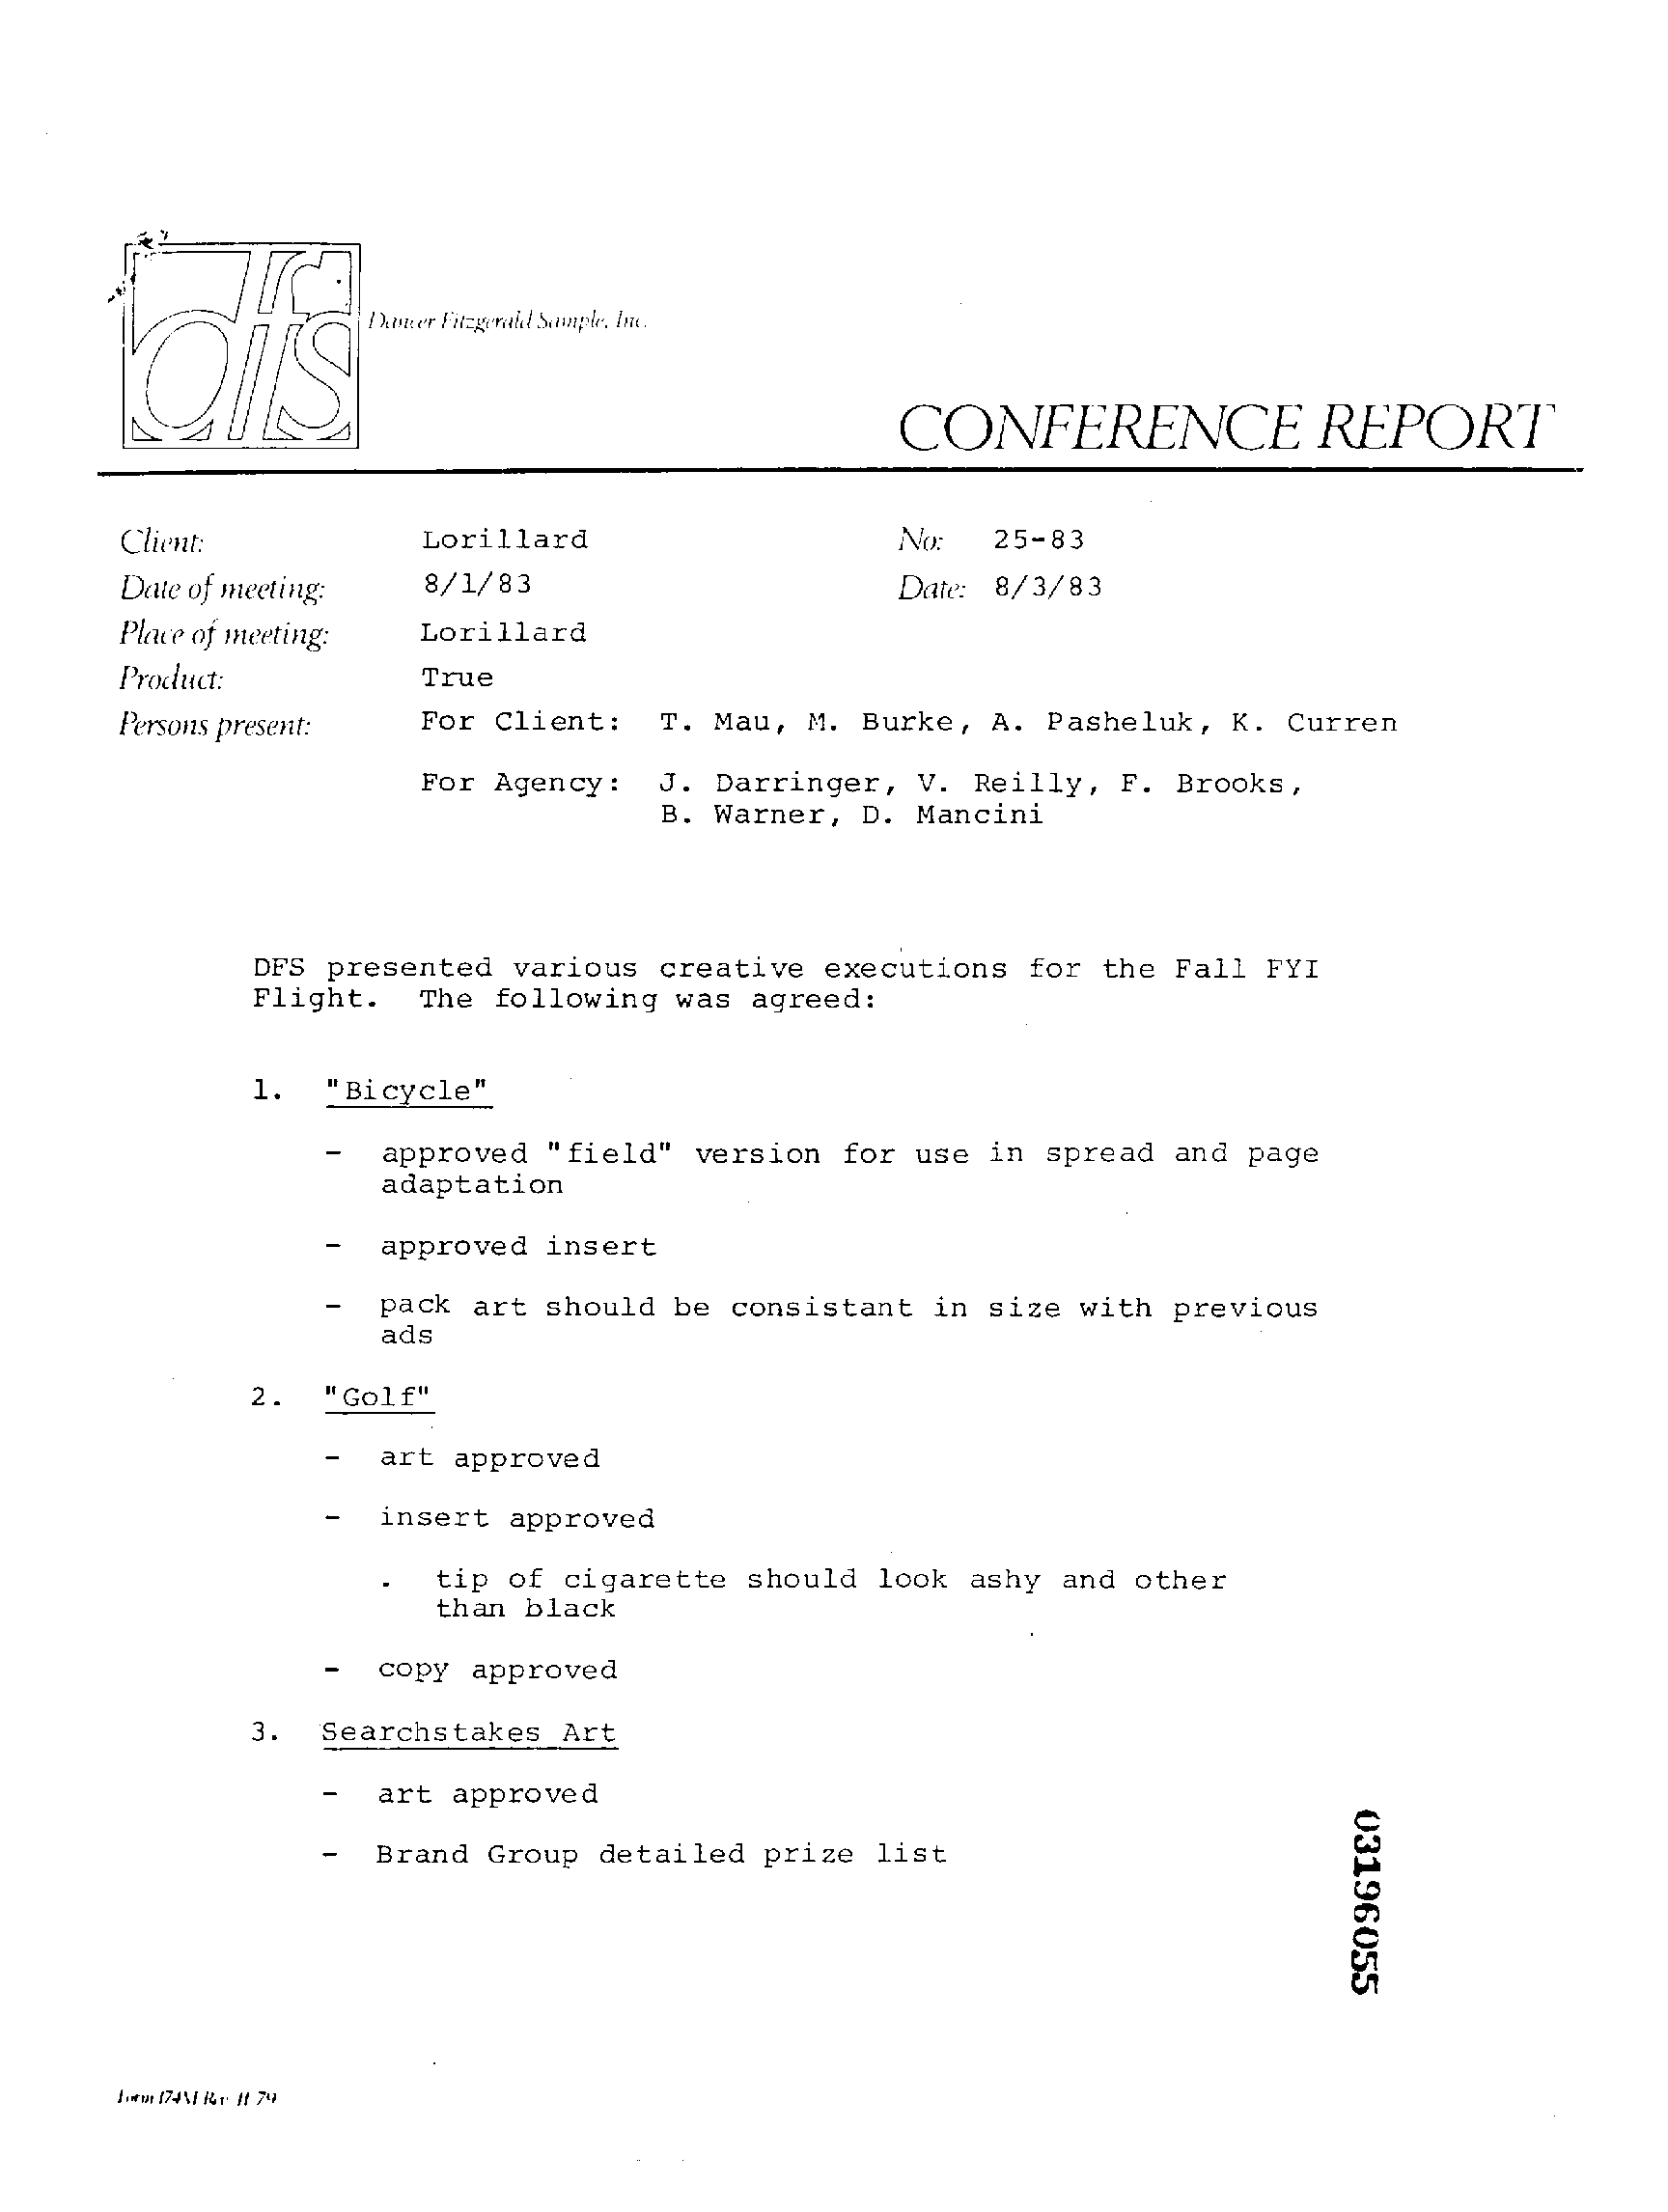 dfs
Dancer Fitzgerald Sample, Inc.
CONFERENCE REPORT
Client: Lorillard No: 25-83
Date of meeting: 8/1/83 Date: 8/3/83
Place of meeting: Lorillard
Product: True
Persons present: For Client: T. Mau, M. Burke, A. Pasheluk, K. Curren
For Agency: J. Darringer, V. Reilly, F. Brooks,
B. Warner, D. Mancini
DFS presented various creative executions for the Fall FYI
Flight. The following was agreed:
1. "Bicycle"
- approved "field" version for use in spread and page
adaptation
- approved insert
- pack art should be consistant in size with previous
ads
2. "Golf"
- art approved
- insert approved
. tip of cigarette should look ashy and other
than black
- copy approved
3. Searchstakes Art
- art approved
- Brand Group detailed prize list
03196055
Form 174M Rev 11 79